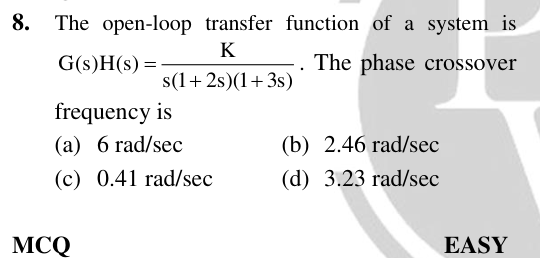 8. The open-loop transfer function of a system is
G(s)H(s) = K / s(1+2s)(1+3s) . The phase crossover
frequency is
(a) 6 rad/sec (b) 2.46 rad/sec
(c) 0.41 rad/sec (d) 3.23 rad/sec
MCQ EASY